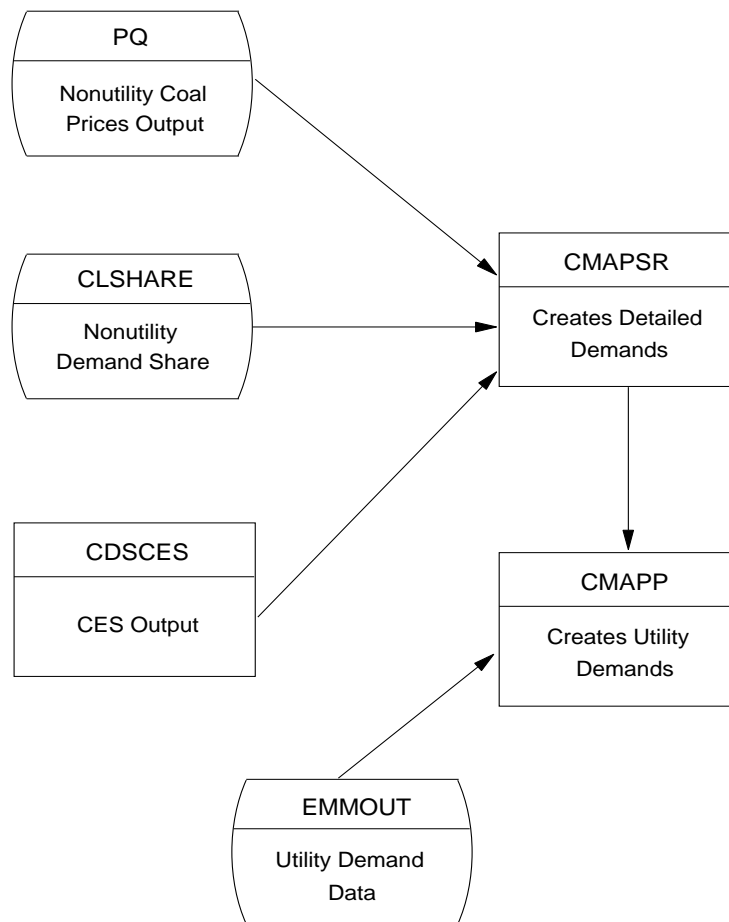 PQ
Nonutility Coal
Prices Output
CLSHARE
Nonutility
Demand Share
CMAPSR
Creates Detailed
Demands
CDSCES
CES Output
CMAPP
Creates Utility
Demands
EMMOUT
Utility Demand
Data